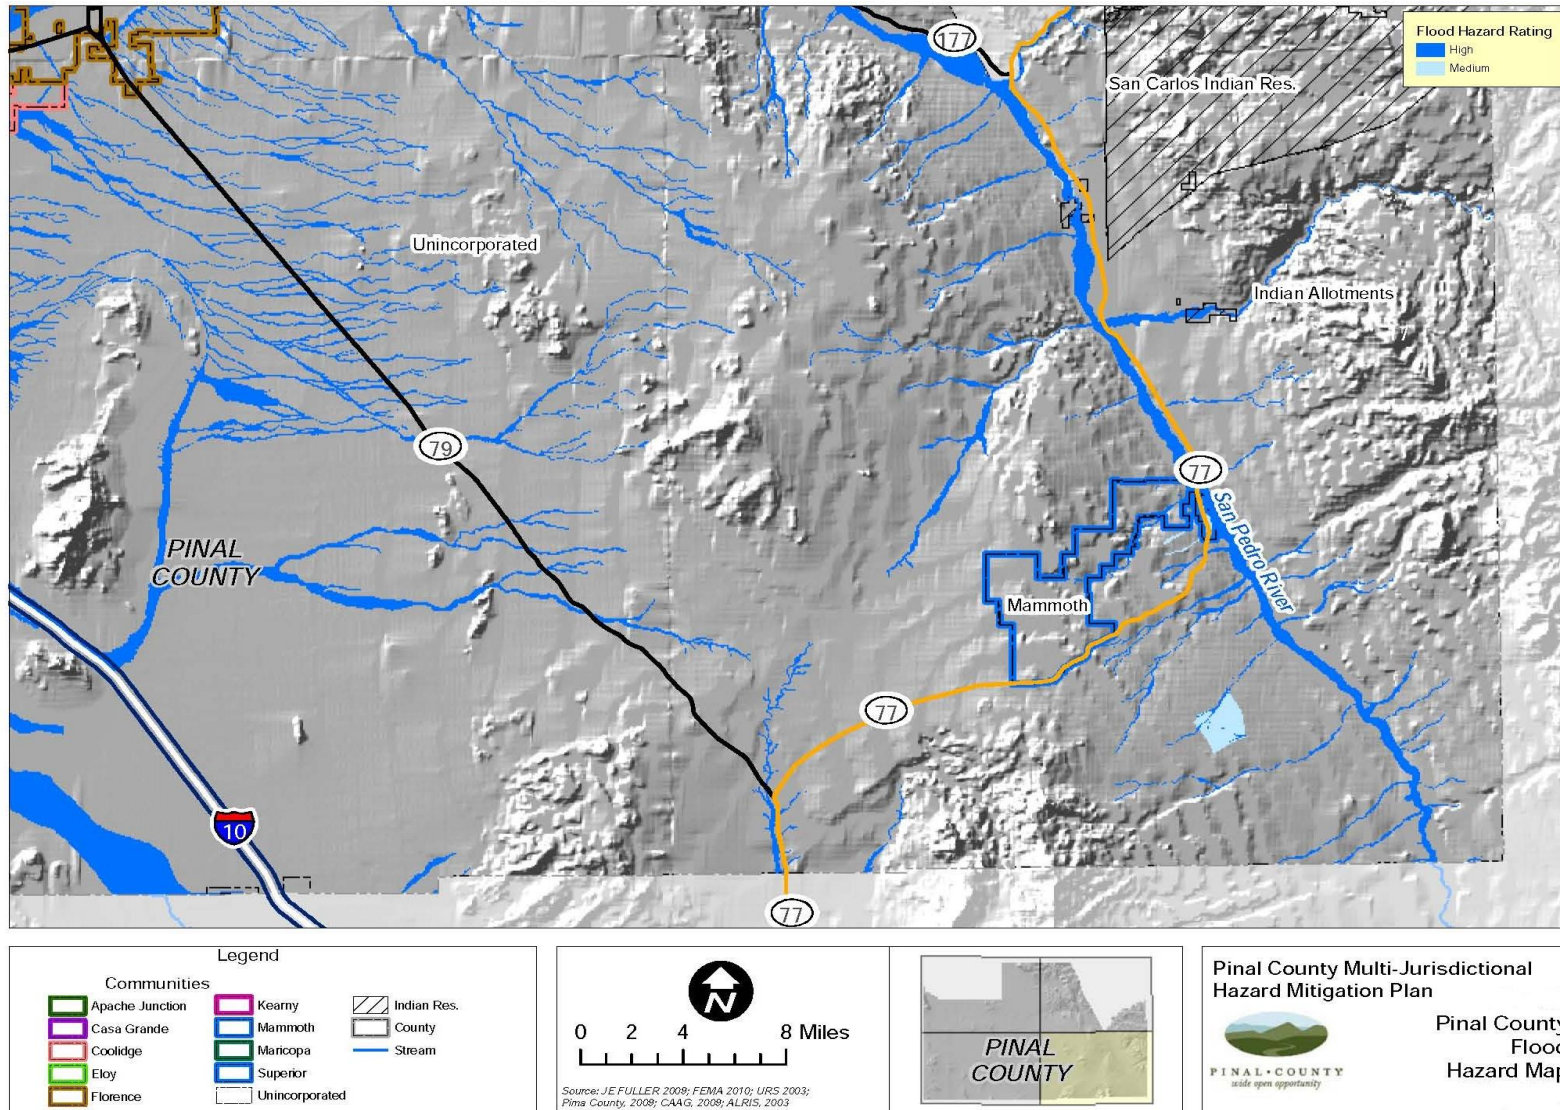 177
Flood Hazard Rating
High
Medium
San Carlos Indian Res.
Unincorporated
Indian Allotments
79
77
San Pedro River
PINAL
COUNTY
Mammoth
77
10
77
Legend
Communities
Apache Junction
Casa Grande
Coolidge
Eloy
Florence
Kearny
Mammoth
Maricopa
Superior
Unincorporated
Indian Res.
County
Stream
N
0 2 4 8 Miles
Source: JE FULLER 2009; FEMA 2010; URS 2003;
Pima County, 2009; CAAG, 2009; ALRIS, 2003
PINAL
COUNTY
Pinal County Multi-Jurisdictional
Hazard Mitigation Plan
PINAL • COUNTY
wide open opportunity
Pinal County
Flood
Hazard Map